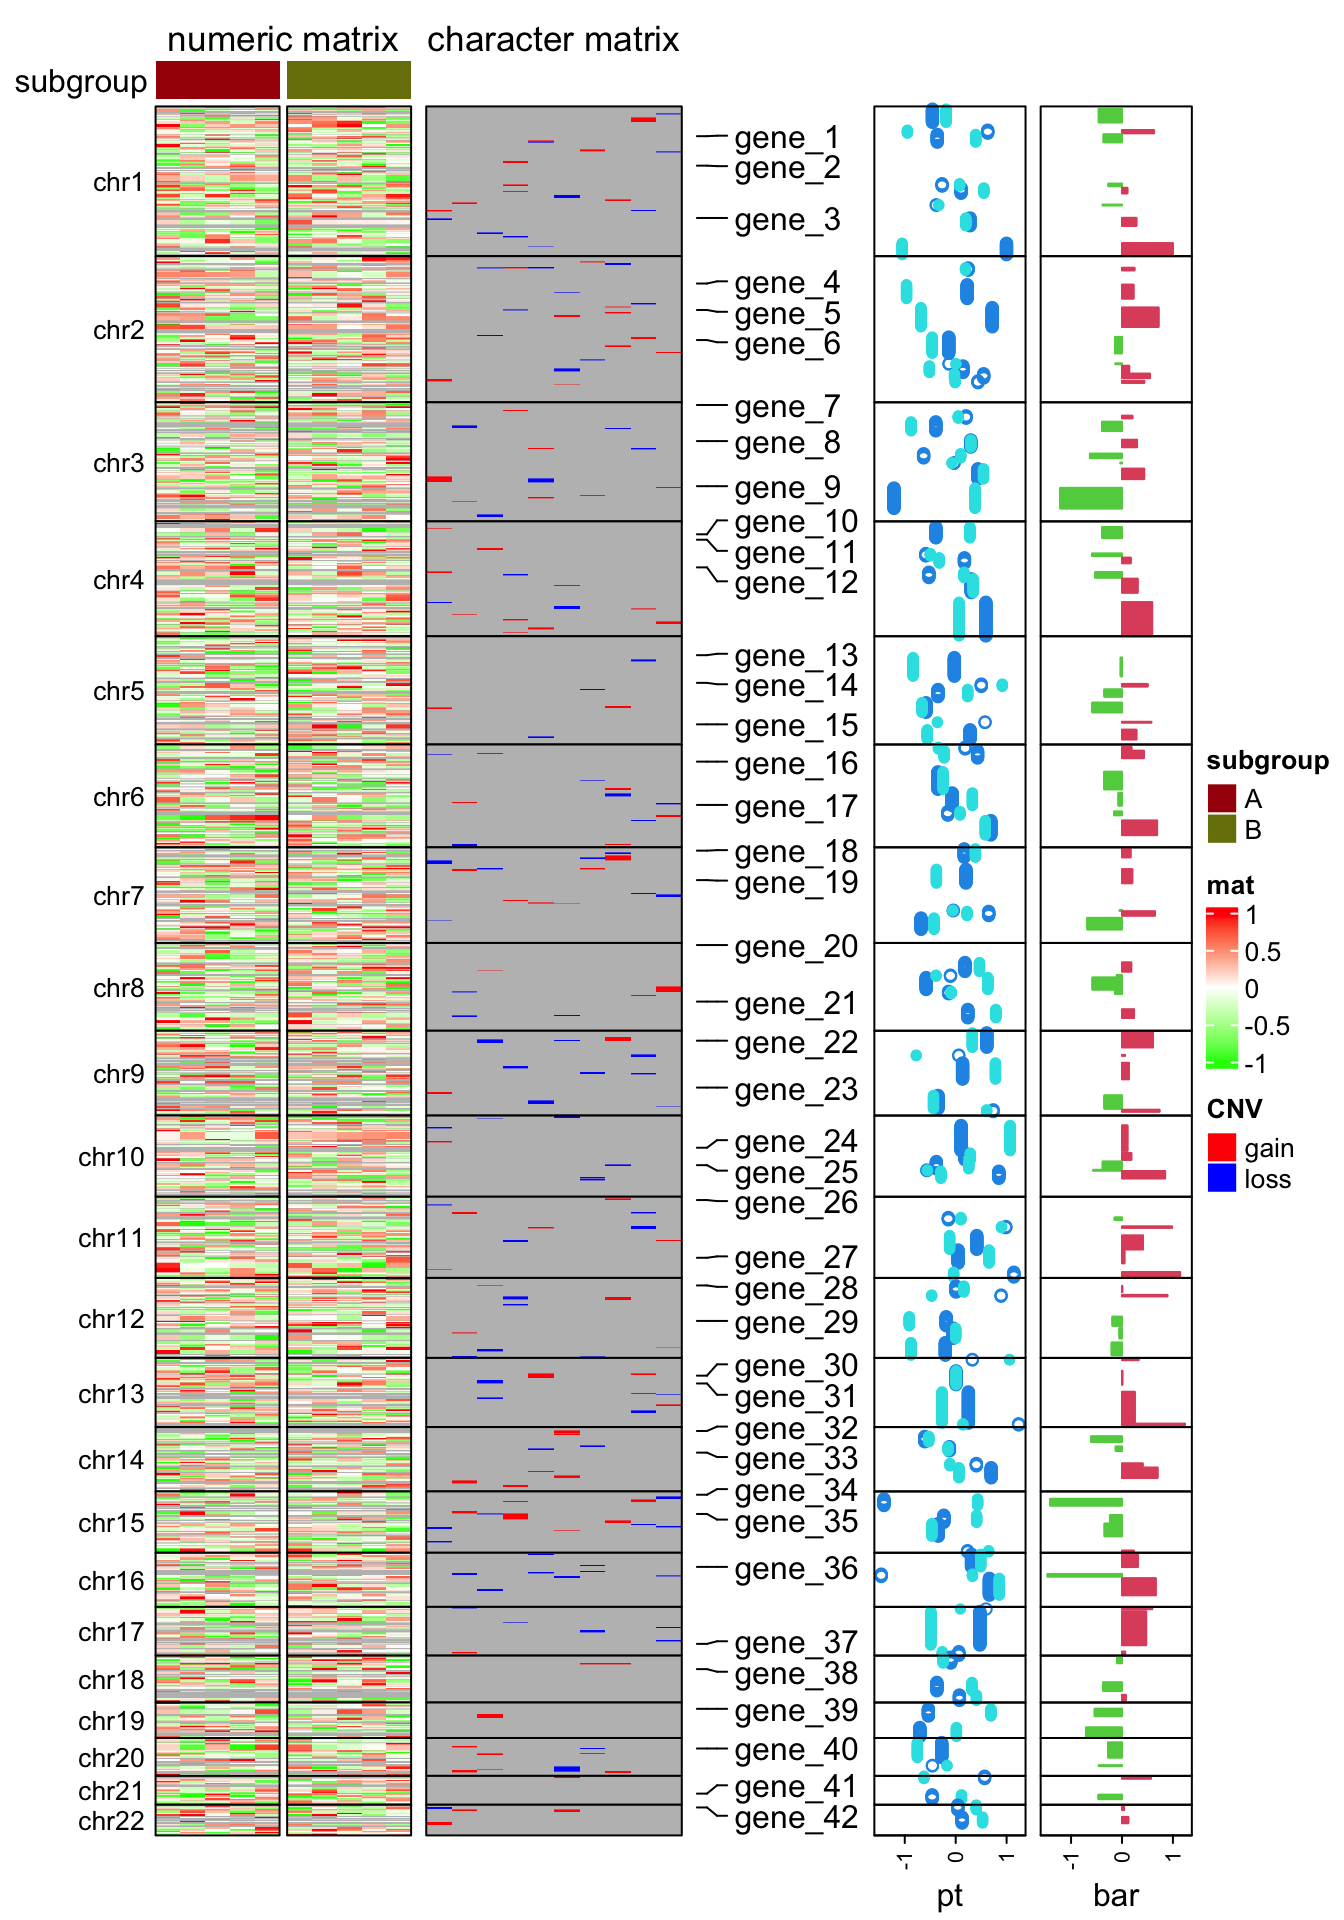 numeric matrix character matrix
subgroup
chr1
chr2
chr3
chr4
chr5
chr6
chr7
chr8
chr9
chr10
chr11
chr12
chr13
chr14
chr15
chr16
chr17
chr18
chr19
chr20
chr21
chr22
gene_1
gene_2
gene_3
gene_4
gene_5
gene_6
gene_7
gene_8
gene_9
gene_10
gene_11
gene_12
gene_13
gene_14
gene_15
gene_16
gene_17
gene_18
gene_19
gene_20
gene_21
gene_22
gene_23
gene_24
gene_25
gene_26
gene_27
gene_28
gene_29
gene_30
gene_31
gene_32
gene_33
gene_34
gene_35
gene_36
gene_37
gene_38
gene_39
gene_40
gene_41
gene_42
-1 0 1
pt
-1 0 1
bar
subgroup
A
B
mat
1
0.5
0
-0.5
-1
CNV
gain
loss